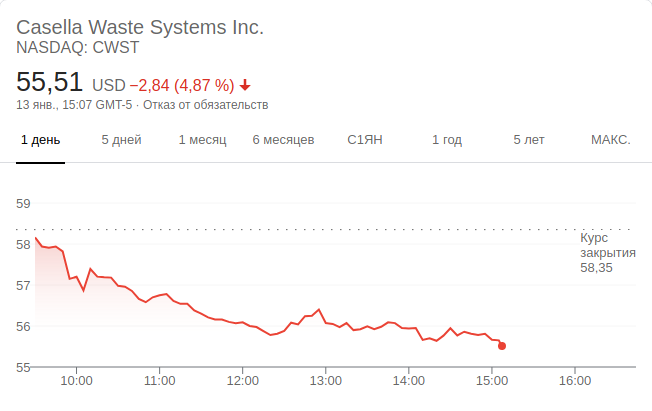 Casella Waste Systems Inc.
NASDAQ: CWST
55,51 USD −2,84 (4,87 %)
13 янв., 15:07 GMT-5 · Отказ от обязательств
1 день 5 дней 1 месяц 6 месяцев С1ЯН 1 год 5 лет МАКС.
59
58
57
56
55
Курс
закрытия
58,35
10:00 11:00 12:00 13:00 14:00 15:00 16:00